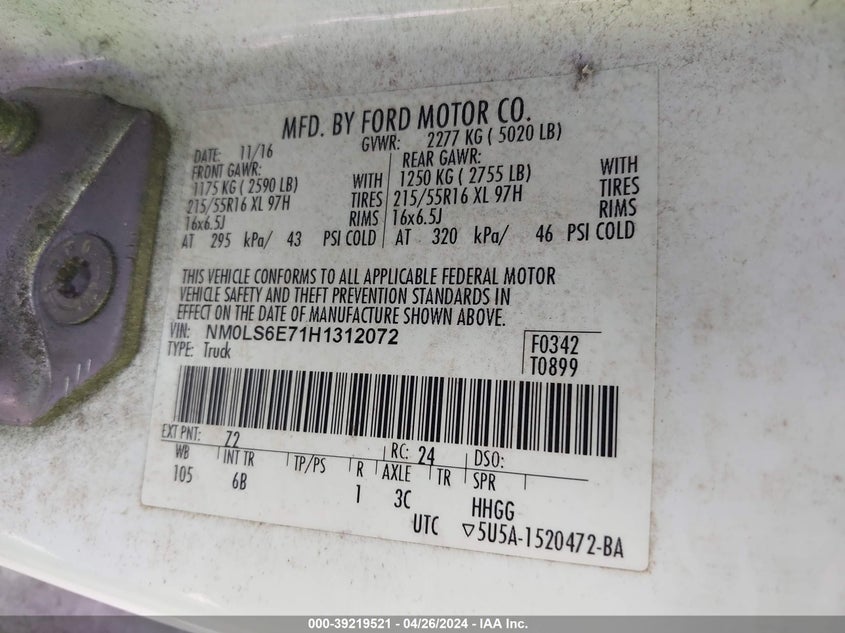 MFD. BY FORD MOTOR CO.
DATE: 11/16 GVWR: 2277 KG ( 5020 LB)
FRONT GAWR: REAR GAWR:
1175 KG ( 2590 LB) WITH 1250 KG ( 2755 LB) WITH
215/55R16 XL 97H TIRES 215/55R16 XL 97H TIRES
16x6.5J RIMS 16x6.5J RIMS
AT 295 kPa/ 43 PSI COLD AT 320 kPa/ 46 PSI COLD
THIS VEHICLE CONFORMS TO ALL APPLICABLE FEDERAL MOTOR
VEHICLE SAFETY AND THEFT PREVENTION STANDARDS IN
EFFECT ON THE DATE OF MANUFACTURE SHOWN ABOVE.
VIN: NM0LS6E71H1312072 F0342
TYPE: Truck T0899
EXT PNT: Z2 RC: 24 DSO:
WB INT TR TP/PS R AXLE TR SPR
105 6B 1 3C HHGG
UTC ▽5U5A-1520472-BA
000-39219521 - 04/26/2024 - IAA Inc.